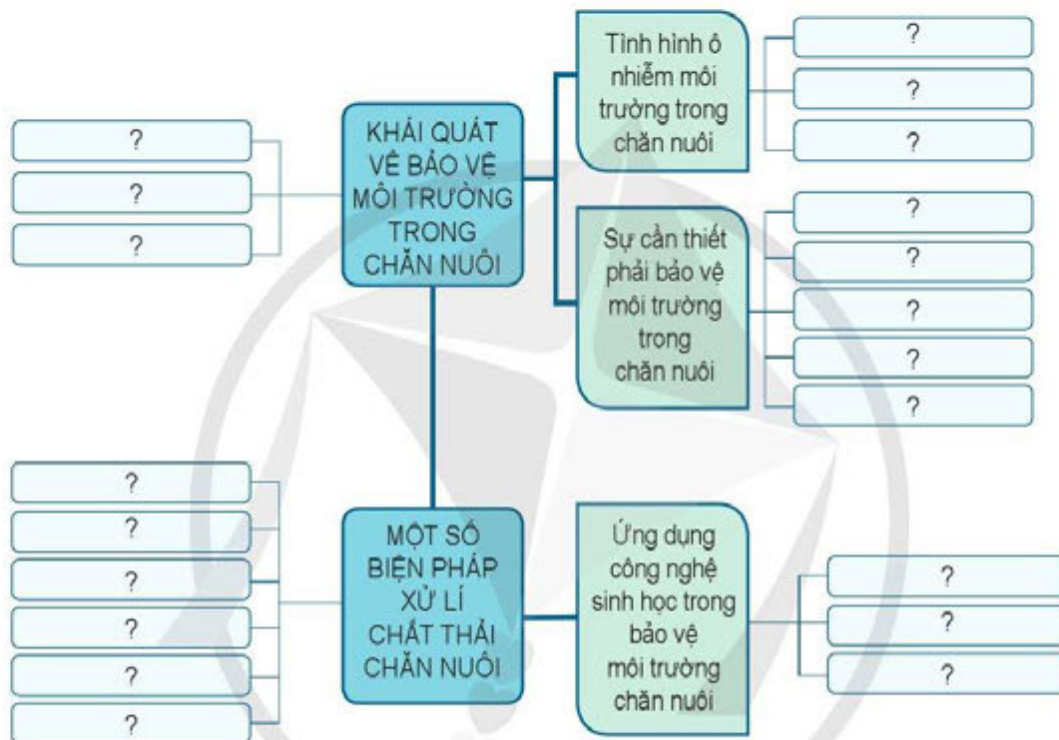 ?
?
?
KHÁI QUÁT
VỀ BẢO VỆ
MÔI TRƯỜNG
TRONG
CHĂN NUÔI
Tình hình ô
nhiễm môi
trường trong
chăn nuôi
?
?
?
Sự cần thiết
phải bảo vệ
môi trường
trong
chăn nuôi
?
?
?
?
?
?
?
?
?
?
?
MỘT SỐ
BIỆN PHÁP
XỬ LÍ
CHẤT THẢI
CHĂN NUÔI
Ứng dụng
công nghệ
sinh học trong
bảo vệ
môi trường
chăn nuôi
?
?
?